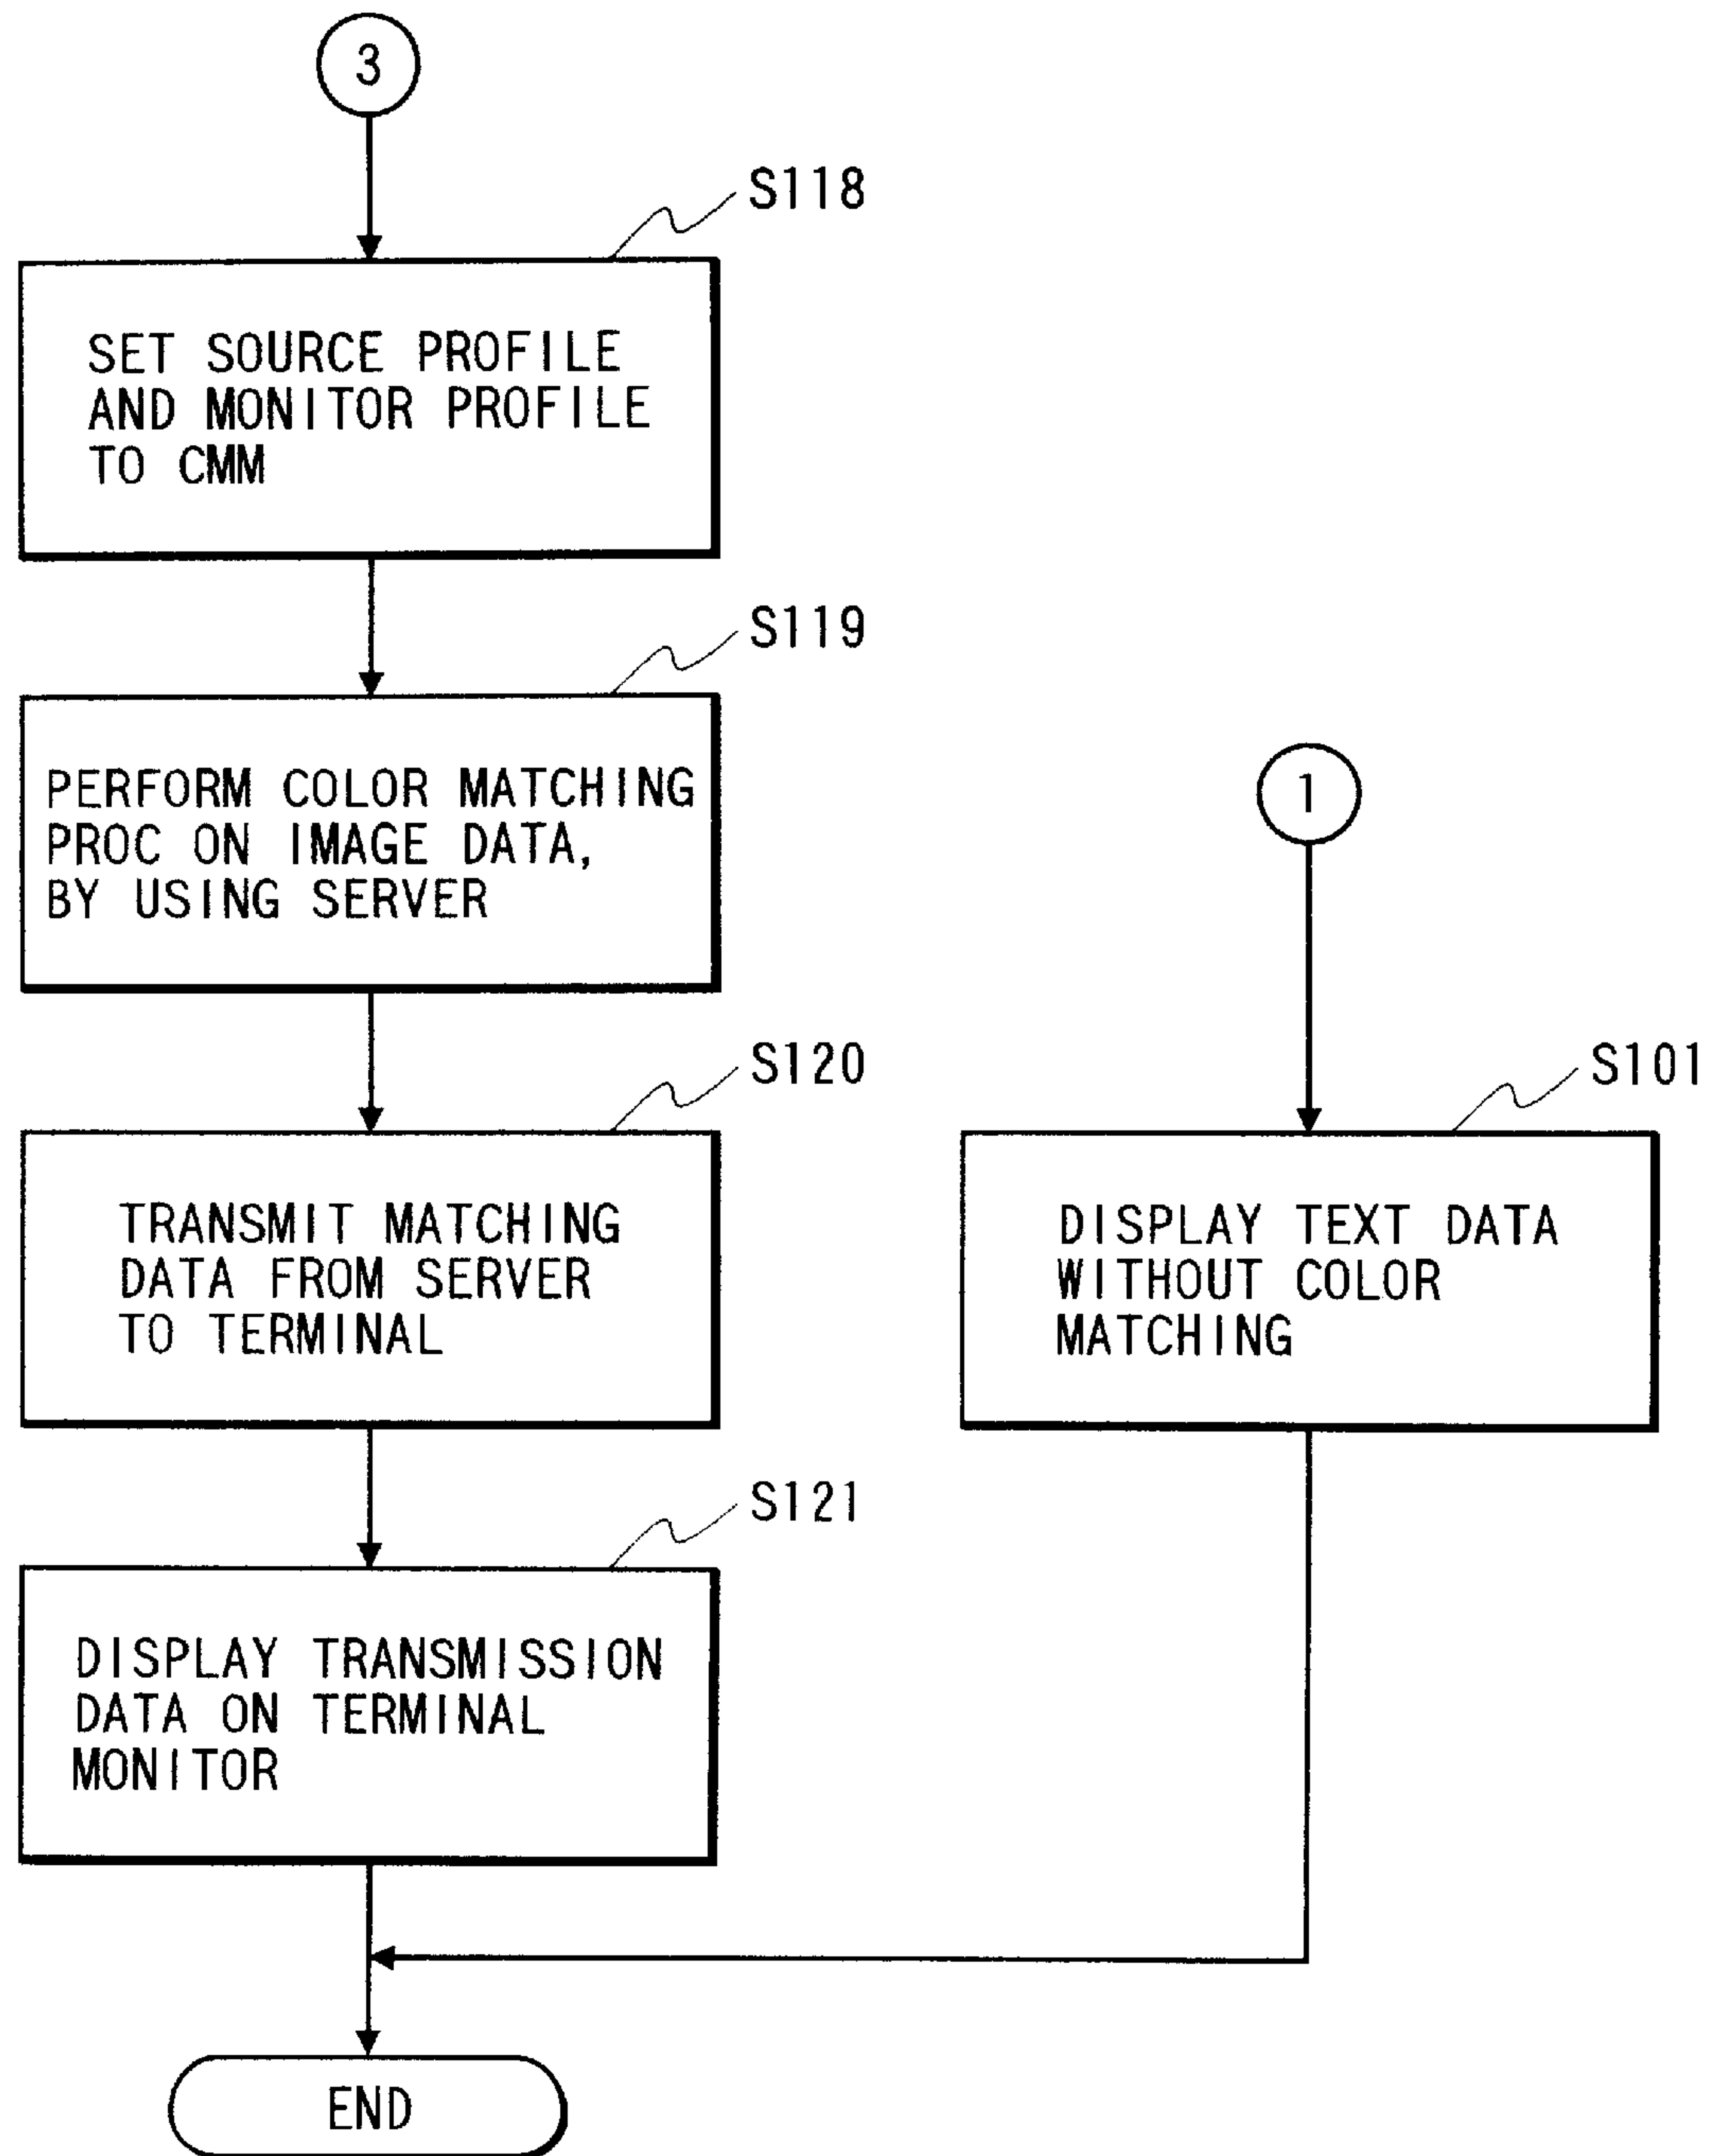 3
S118
SET SOURCE PROFILE
AND MONITOR PROFILE
TO CMM
S119
PERFORM COLOR MATCHING
PROC ON IMAGE DATA,
BY USING SERVER
1
S120
TRANSMIT MATCHING
DATA FROM SERVER
TO TERMINAL
S101
DISPLAY TEXT DATA
WITHOUT COLOR
MATCHING
S121
DISPLAY TRANSMISSION
DATA ON TERMINAL
MONITOR
END